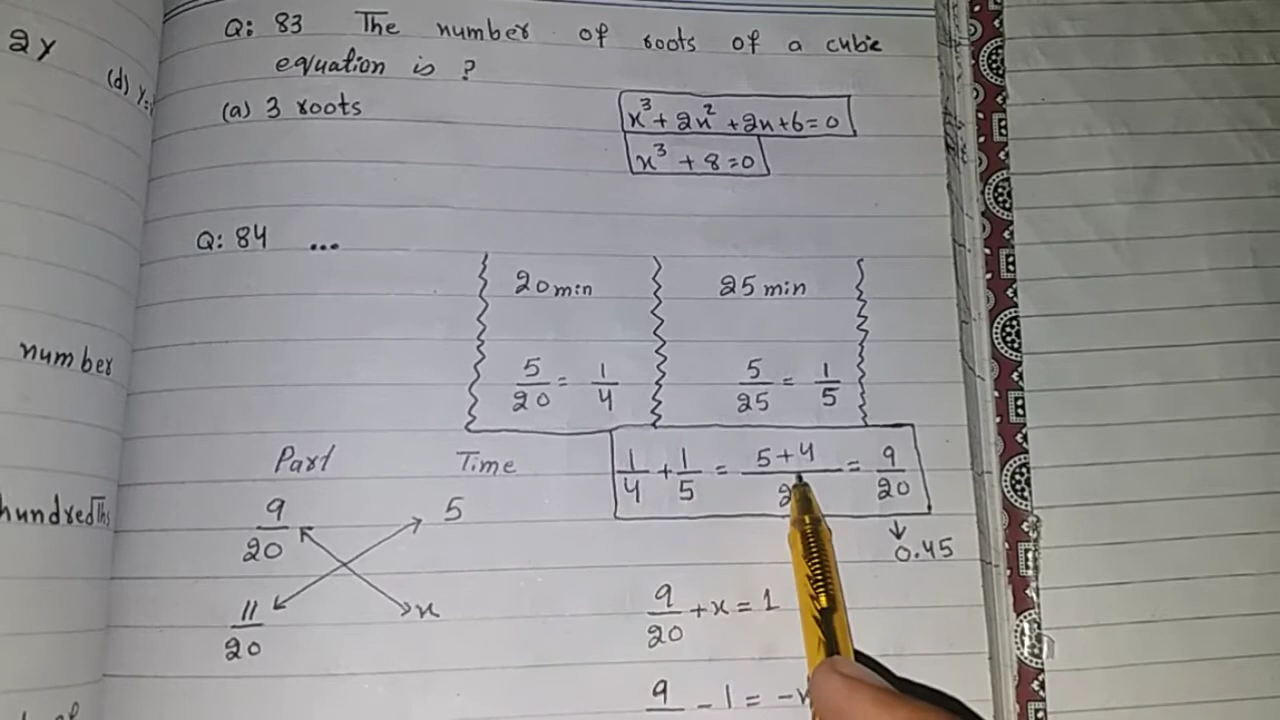 2y
(d) y=
number
hundredths
Q: 83 The number of roots of a cubic
equation is ?
(a) 3 roots
x³ + 2x² + 2x + 6 = 0
x³ + 8 = 0
Q: 84 ...
20 min 25 min
5/20 = 1/4 5/25 = 1/5
1/4 + 1/5 = 5+4/2 = 9/20
0.45
Part Time
9/20 5
11/20 x
9/20 + x = 1
9 - 1 = -x